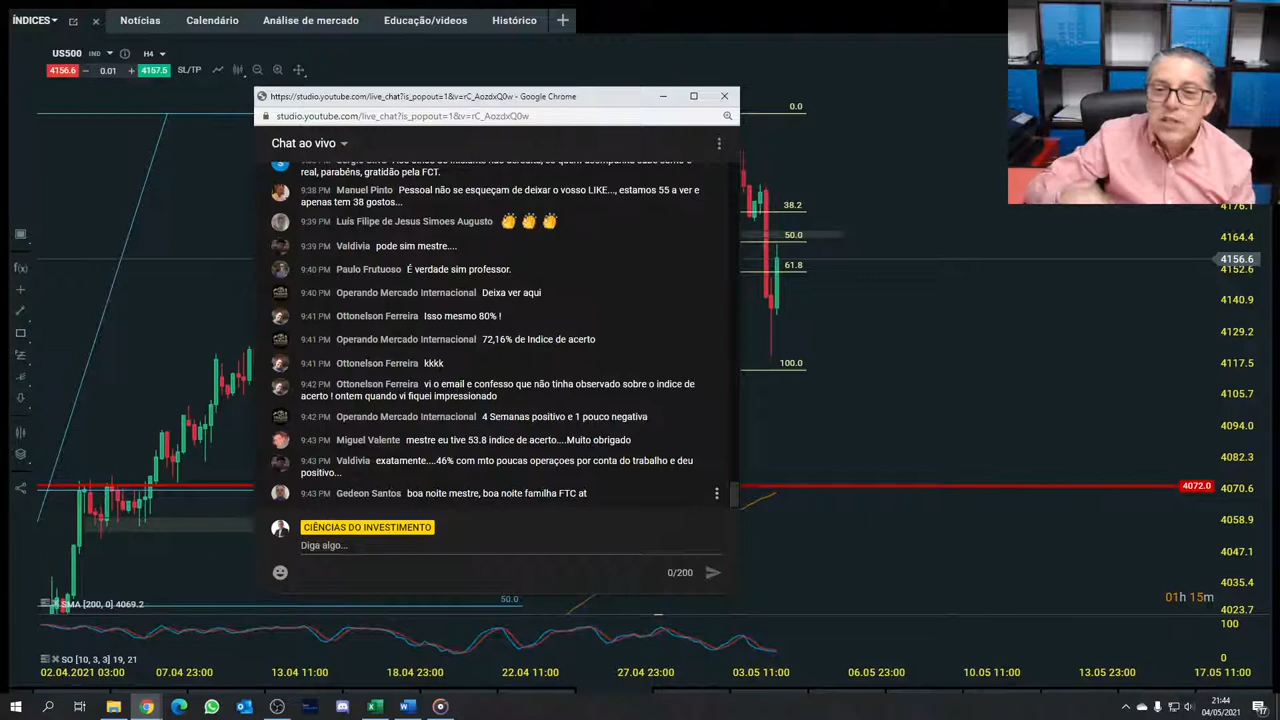 ÍNDICES
Notícias
Calendário
Análise de mercado
Educação/videos
Histórico
US500 IND H4
4156.6 0.01 4157.5 SL/TP
https://studio.youtube.com/live_chat?is_popout=1&v=rC_AozdxQ0w - Google Chrome
studio.youtube.com/live_chat?is_popout=1&v=rC_AozdxQ0w
Chat ao vivo
real, parabéns, gratidão pela FCT.
9:38 PM Manuel Pinto Pessoal não se esqueçam de deixar o vosso LIKE..., estamos 55 a ver e
apenas tem 38 gostos...
9:39 PM Luís Filipe de Jesus Simoes Augusto
9:39 PM Valdivia pode sim mestre....
9:40 PM Paulo Frutuoso É verdade sim professor.
9:40 PM Operando Mercado Internacional Deixa ver aqui
9:41 PM Ottonelson Ferreira Isso mesmo 80% !
9:41 PM Operando Mercado Internacional 72,16% de Indice de acerto
9:41 PM Ottonelson Ferreira kkkk
9:42 PM Ottonelson Ferreira vi o email e confesso que não tinha observado sobre o indice de
acerto ! ontem quando vi fiquei impressionado
9:42 PM Operando Mercado Internacional 4 Semanas positivo e 1 pouco negativa
9:43 PM Miguel Valente mestre eu tive 53.8 indice de acerto....Muito obrigado
9:43 PM Valdivia exatamente....46% com mto poucas operaçoes por conta do trabalho e deu
positivo...
9:43 PM Gedeon Santos boa noite mestre, boa noite familha FTC at
CIÊNCIAS DO INVESTIMENTO
Diga algo...
0/200
0.0
38.2
50.0
61.8
100.0
4176.1
4164.4
4156.6
4152.6
4140.9
4129.2
4117.5
4105.7
4094.0
4082.3
4072.0
4070.6
4058.9
4047.1
4035.4
4023.7
01h 15m
50.0
SMA [200, 0] 4069.2
100
SO [10, 3, 3] 19, 21
0
02.04.2021 03:00 07.04 23:00 13.04 11:00 18.04 23:00 22.04 11:00 27.04 23:00 03.05 11:00 06.05 23:00 13.05 23:00 17.05 11:00
21:44
04/05/2021
17